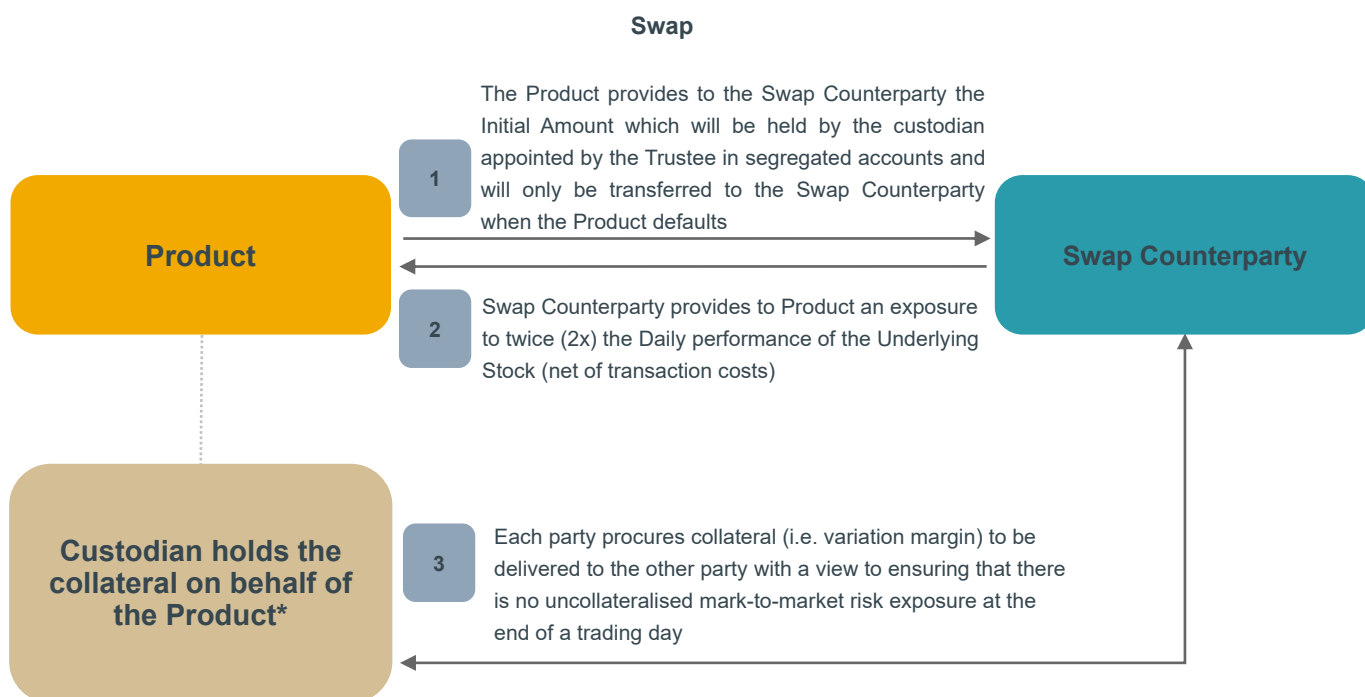 Swap
The Product provides to the Swap Counterparty the
Initial Amount which will be held by the custodian
appointed by the Trustee in segregated accounts and
will only be transferred to the Swap Counterparty
when the Product defaults
1
Product
Swap Counterparty
2
Swap Counterparty provides to Product an exposure
to twice (2x) the Daily performance of the Underlying
Stock (net of transaction costs)
Custodian holds the
collateral on behalf of
the Product*
3
Each party procures collateral (i.e. variation margin) to be
delivered to the other party with a view to ensuring that there
is no uncollateralised mark-to-market risk exposure at the
end of a trading day